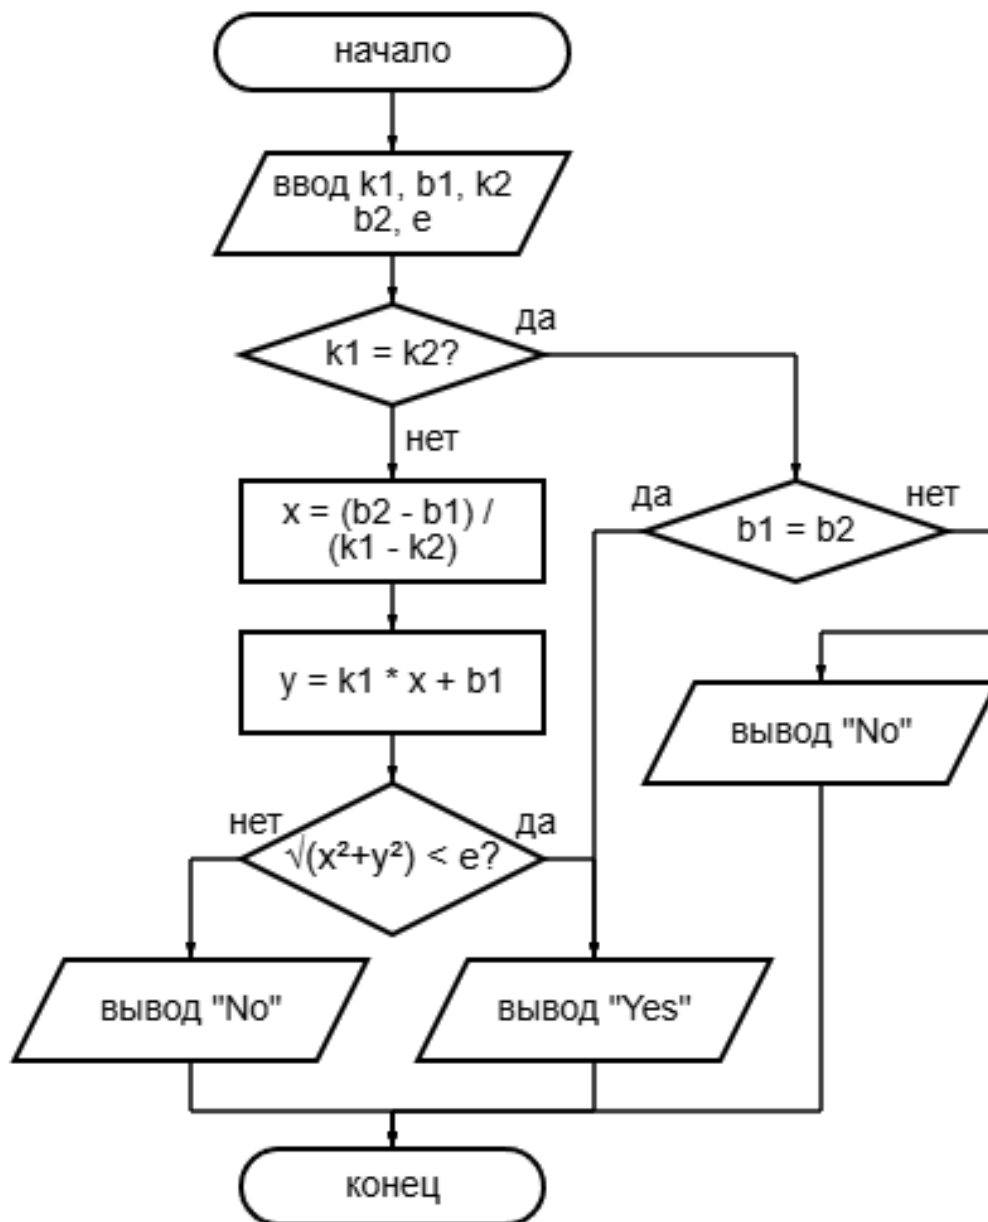 начало
ввод k1, b1, k2
b2, e
да
k1 = k2?
нет
x = (b2 - b1) /
(k1 - k2)
да
нет
b1 = b2
y = k1 * x + b1
вывод "No"
нет
да
√(x²+y²) < e?
вывод "No"
вывод "Yes"
конец